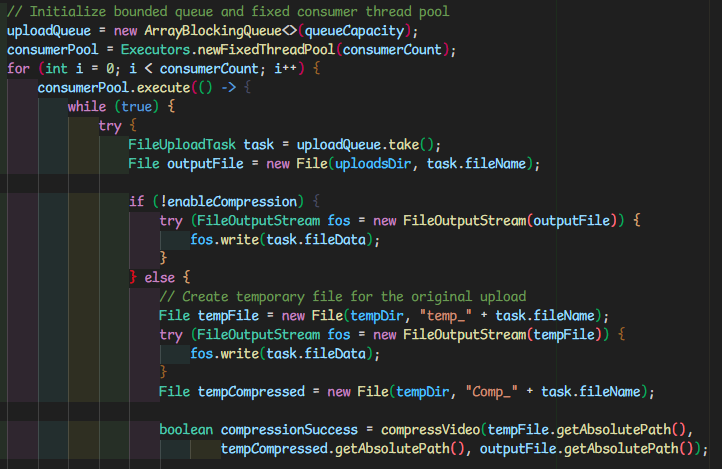 // Initialize bounded queue and fixed consumer thread pool
uploadQueue = new ArrayBlockingQueue<>(queueCapacity);
consumerPool = Executors.newFixedThreadPool(consumerCount);
for (int i = 0; i < consumerCount; i++) {
consumerPool.execute(() -> {
while (true) {
try {
FileUploadTask task = uploadQueue.take();
File outputFile = new File(uploadsDir, task.fileName);
if (!enableCompression) {
try (FileOutputStream fos = new FileOutputStream(outputFile)) {
fos.write(task.fileData);
}
} else {
// Create temporary file for the original upload
File tempFile = new File(tempDir, "temp_" + task.fileName);
try (FileOutputStream fos = new FileOutputStream(tempFile)) {
fos.write(task.fileData);
}
File tempCompressed = new File(tempDir, "Comp_" + task.fileName);
boolean compressionSuccess = compressVideo(tempFile.getAbsolutePath(),
tempCompressed.getAbsolutePath(), outputFile.getAbsolutePath());